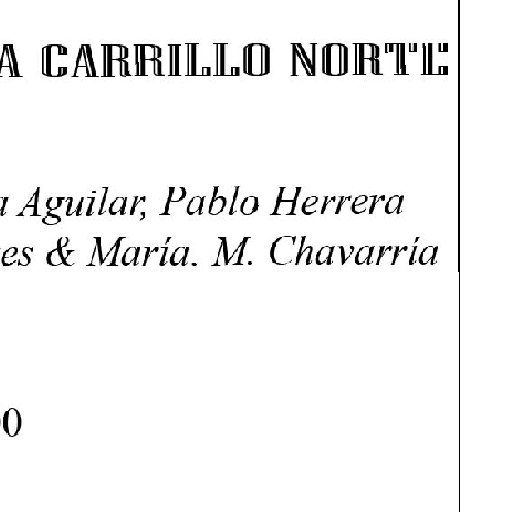 A CARRILLO NORTE
a Aguilar, Pablo Herrera
es & María. M. Chavarría
0